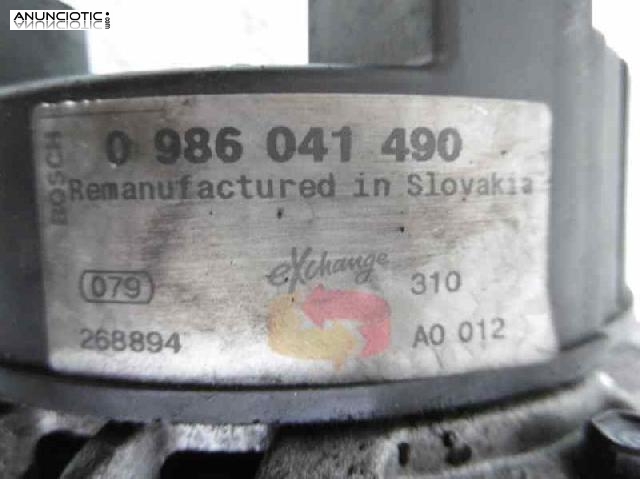 ANUNCIOTIC.com
BOSCH
0 986 041 490
Remanufactured in Slovakia
079
eXchange
310
268894
A0 012